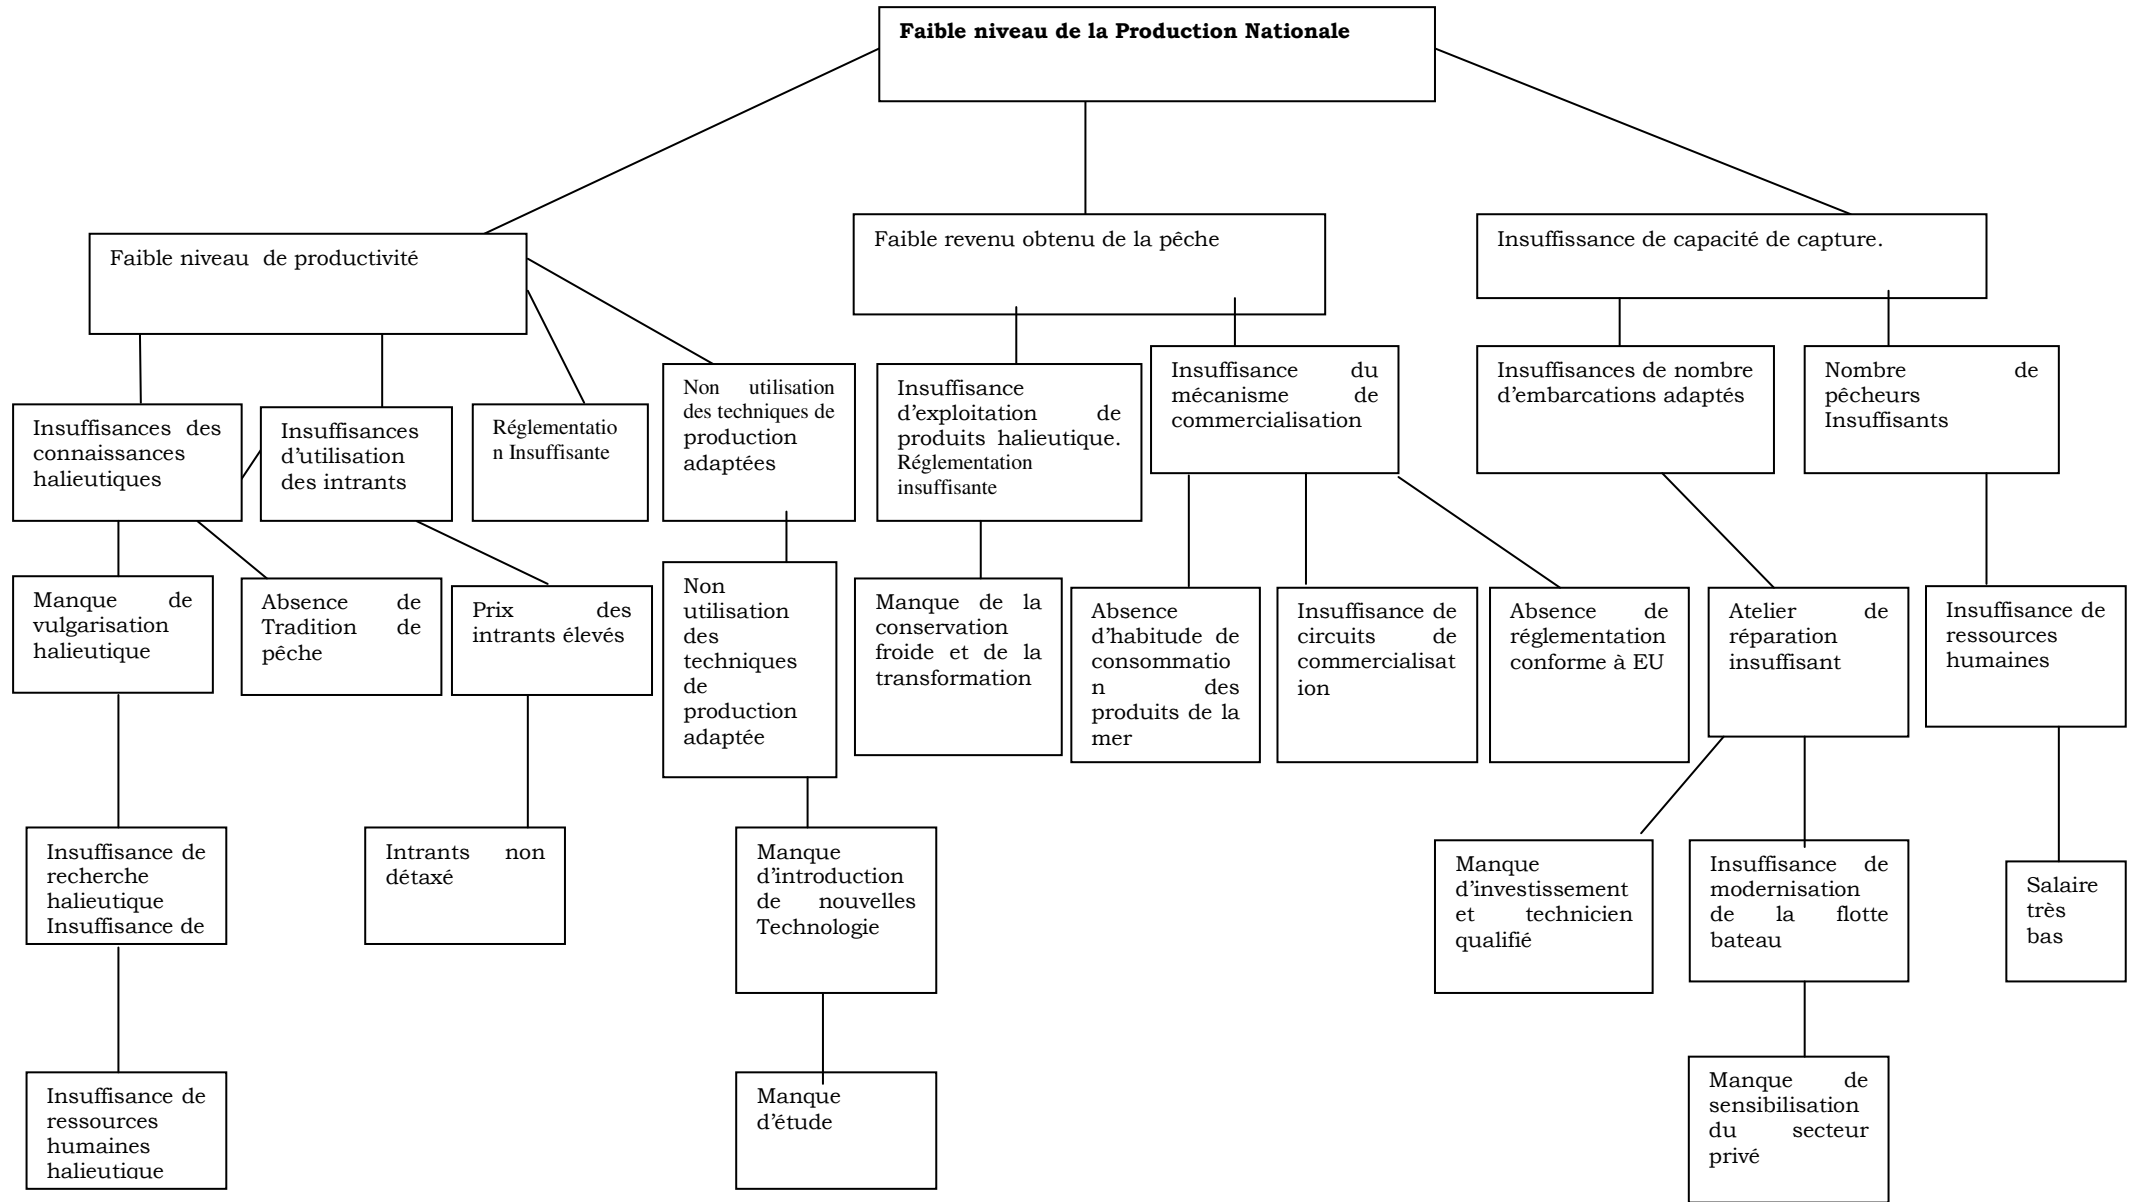 Faible niveau de la Production Nationale
Faible niveau de productivité
Faible revenu obtenu de la pêche
Insuffissance de capacité de capture.
Insuffisances des
connaissances
halieutiques
Insuffisances
d'utilisation
des intrants
Réglementatio
n Insuffisante
Non utilisation
des techniques de
production
adaptées
Insuffisance
d'exploitation de
produits halieutique.
Réglementation
insuffisante
Insuffisance du
mécanisme de
commercialisation
Insuffisances de nombre
d'embarcations adaptés
Nombre de
pêcheurs
Insuffisants
Manque de
vulgarisation
halieutique
Absence de
Tradition de
pêche
Prix des
intrants élevés
Non
utilisation
des
techniques
de
production
adaptée
Manque de la
conservation
froide et de la
transformation
Absence
d'habitude de
consommatio
n des
produits de la
mer
Insuffisance de
circuits de
commercialisat
ion
Absence de
réglementation
conforme à EU
Atelier de
réparation
insuffisant
Insuffisance de
ressources
humaines
Insuffisance de
recherche
halieutique
Insuffisance de
Intrants non
détaxé
Manque
d'introduction
de nouvelles
Technologie
Manque
d'investissement
et technicien
qualifié
Insuffisance de
modernisation
de la flotte
bateau
Salaire
très
bas
Insuffisance de
ressources
humaines
halieutique
Manque
d'étude
Manque de
sensibilisation
du secteur
privé